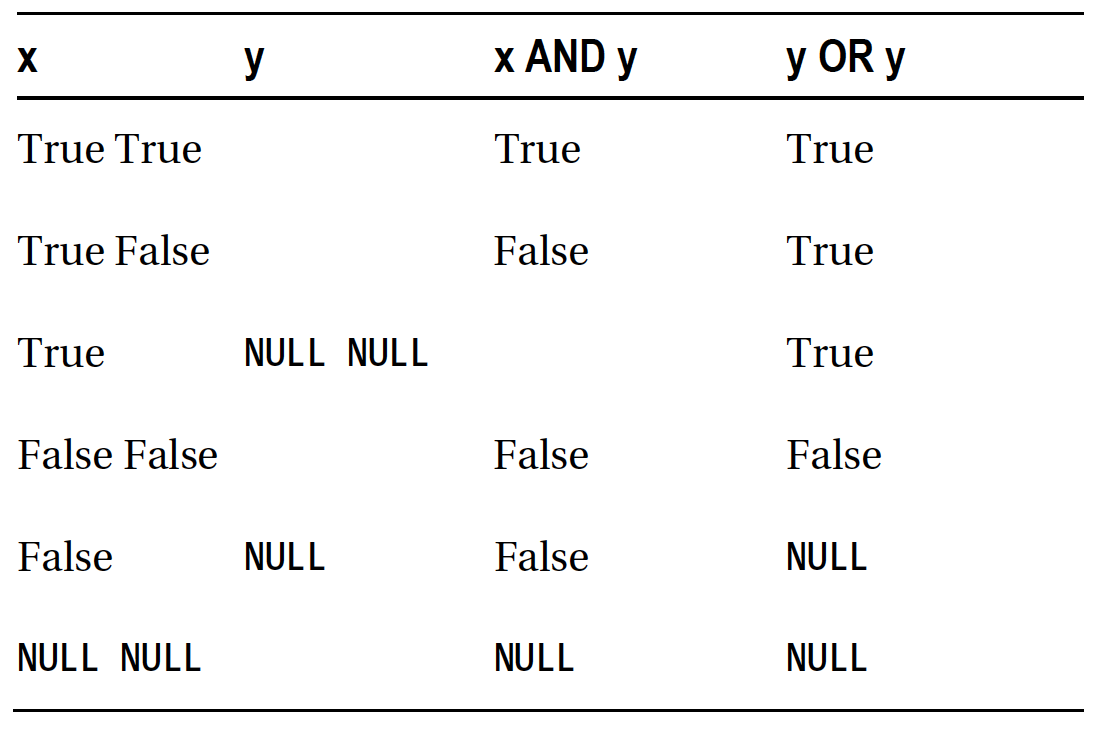 x y x AND y y OR y
True True True True
True False False True
True NULL NULL True
False False False False
False NULL False NULL
NULL NULL NULL NULL